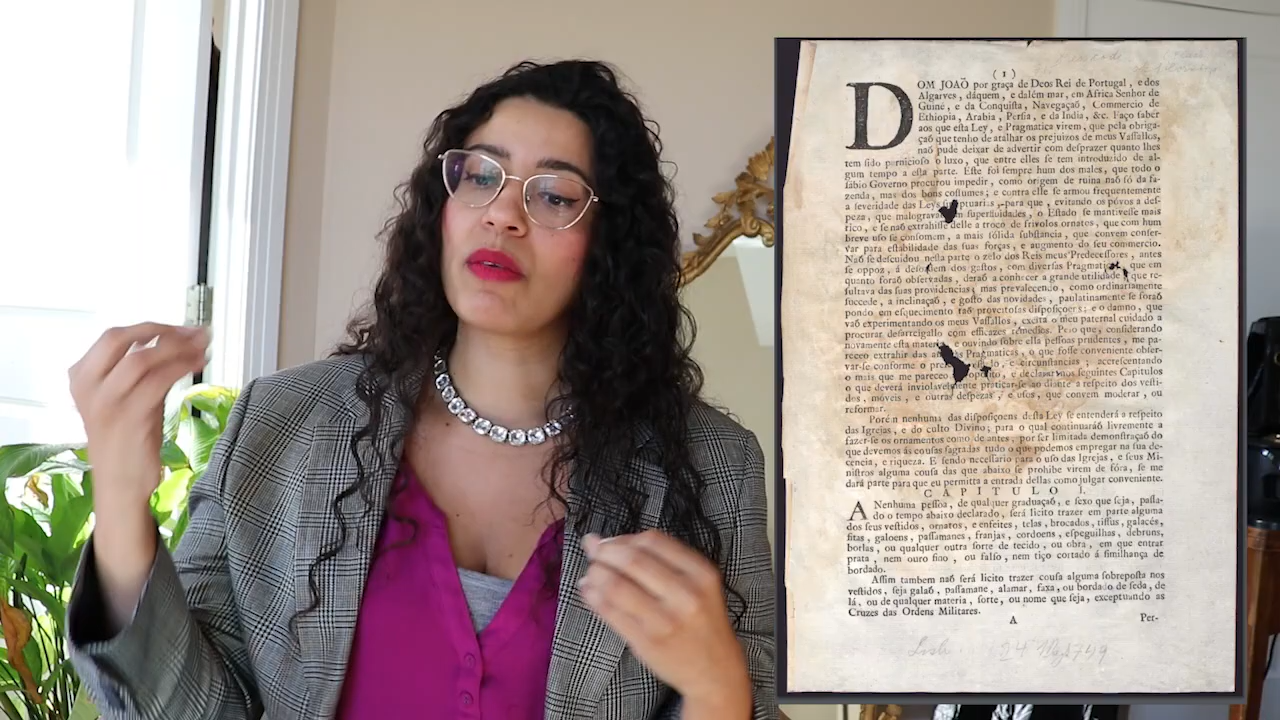 ( 1 )
DOM JOAÕ por graça de Deos Rei de Portugal, e dos
Algarves, dáquem, e dalém mar, em Africa Senhor de
Guiné, e da Conquiſta, Navegaçaõ, Commercio de
Ethiopia, Arabia, Perſia, e da India, &c. Faço ſaber
aos que eſta Ley, e Pragmatica virem, que pela obriga-
çaõ que tenho de atalhar os prejuizos de meus Vaſſallos,
naõ pude deixar de advertir com deſprazer quanto lhes
tem ſido pernicioſo o luxo, que entre elles ſe tem introduzido de al-
gum tempo a eſta parte. Eſte foi ſempre hum dos males, que todo o
ſabio Governo procurou impedir, como origem de ruina naõ ſó da fa-
zenda, mas dos bons coſtumes; e contra elle ſe armou frequentemente
a ſeveridade das Leys, para que, evitando os póvos a deſ-
peza, que malogravaõ ſuperfluidades, o Eſtado ſe mantiveſſe mais
rico, e ſe naõ extrahiſſe delle a troco de frivolos ornatos, que com hum
breve uſo ſe conſomem, a mais ſólida ſubſtancia, que convem conſer-
var para eſtabilidade das ſuas forças, e augmento do ſeu commercio.
Naõ ſe deſcuidou neſta parte o zelo dos Reis meus Predeceſſores, antes
ſe oppoz, á deſordem dos gaſtos, com diverſas Pragmaticas, que em
quanto foraõ obſervadas, deraõ a conhecer a grande utilidade que re-
ſultava das ſuas providencias; mas prevalecendo, como ordinariamente
ſuccede, a inclinaçaõ, e goſto das novidades, paulatinamente ſe foraõ
pondo em eſquecimento taõ proveitoſas diſpoſiçoens; e o damno, que
vaõ experimentando os meus Vaſſallos, excita o meu paternal cuidado a
procurar deſarreigallo com efficazes remedios. Pelo que, conſiderando
novamente eſta materia, e ouvindo ſobre ella peſſoas prudentes, me pa-
receo extrahir das Pragmaticas, o que foſſe conveniente obſer-
var-ſe conforme o e circunſtancias; accreſcentando
o mais que me pareceo e declarar nos ſeguintes Capitulos
o que deverá inviolavelmente praticar-ſe ao diante a reſpeito dos veſti-
dos, móveis, e outras deſpezas, e uſos, que convem moderar, ou
reformar.
Porém nenhuma das diſpoſiçoens deſta Ley ſe entenderá a reſpeito
das Igrejas, e do culto Divino; para o qual continuaráõ livremente a
fazer-ſe os ornamentos como de antes, por ſer limitada demonſtraçaõ do
que devemos ás couſas ſagradas tudo o que podemos empregar na ſua de-
cencia, e riqueza. E ſendo neceſſario para o uſo das Igrejas, e ſeus Mi-
niſtros alguma couſa das que abaixo ſe prohibe virem de fóra, ſe me
dará parte para que eu permitta a entrada dellas como julgar conveniente.
CAPITULO I.
A Nenhuma peſſoa, de qualquer graduaçaõ, e ſexo que ſeja, paſſa-
do o tempo abaixo declarado, ſerá licito trazer em parte alguma
dos ſeus veſtidos, ornatos, e enfeites, telas, brocados, tiſſus, galacés,
fitas, galoens, paſſamanes, franjas, cordoens, eſpeguilhas, debruns,
borlas, ou qualquer outra ſorte de tecido, ou obra, em que entrar
prata, nem ouro fino, ou falſo, nem riço cortado á ſimilhança de
bordado.
Aſſim tambem naõ ſerá licito trazer couſa alguma ſobrepoſta nos
veſtidos, ſeja galaõ, paſſamane, alamar, faxa, ou bordado de ſeda, de
lã, ou de qualquer materia, ſorte, ou nome que ſeja, exceptuando as
Cruzes das Ordens Militares.
A Per-
24 1749